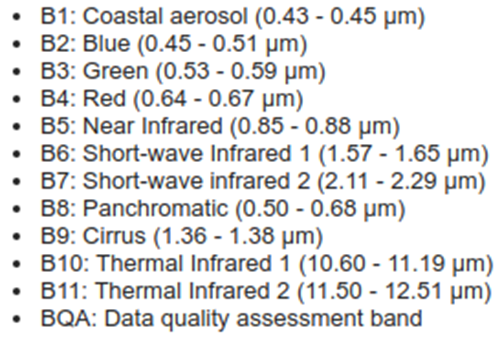 • B1: Coastal aerosol (0.43 - 0.45 µm)
• B2: Blue (0.45 - 0.51 µm)
• B3: Green (0.53 - 0.59 µm)
• B4: Red (0.64 - 0.67 µm)
• B5: Near Infrared (0.85 - 0.88 µm)
• B6: Short-wave Infrared 1 (1.57 - 1.65 µm)
• B7: Short-wave infrared 2 (2.11 - 2.29 µm)
• B8: Panchromatic (0.50 - 0.68 µm)
• B9: Cirrus (1.36 - 1.38 µm)
• B10: Thermal Infrared 1 (10.60 - 11.19 µm)
• B11: Thermal Infrared 2 (11.50 - 12.51 µm)
• BQA: Data quality assessment band